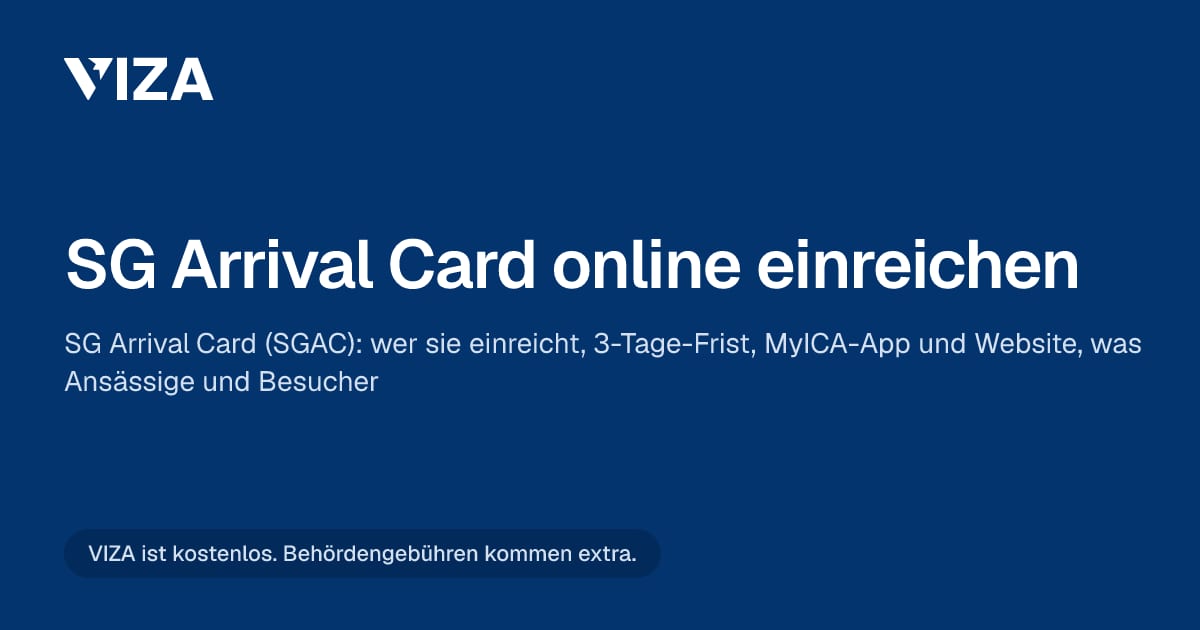 VIZA
SG Arrival Card online einreichen
SG Arrival Card (SGAC): wer sie einreicht, 3-Tage-Frist, MyICA-App und Website, was
Ansässige und Besucher
VIZA ist kostenlos. Behördengebühren kommen extra.